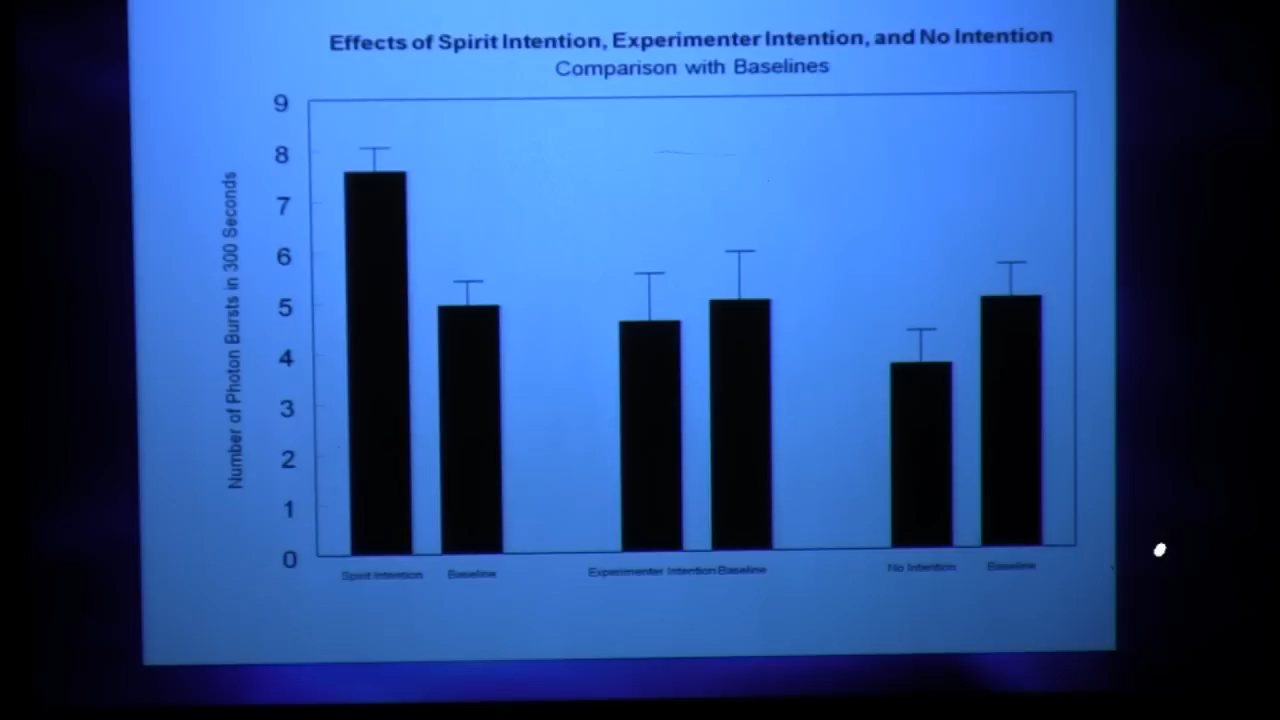 Effects of Spirit Intention, Experimenter Intention, and No Intention
Comparison with Baselines
Number of Photon Bursts in 300 Seconds
9
8
7
6
5
4
3
2
1
0
Spirit Intention Baseline Experimenter Intention Baseline No Intention Baseline